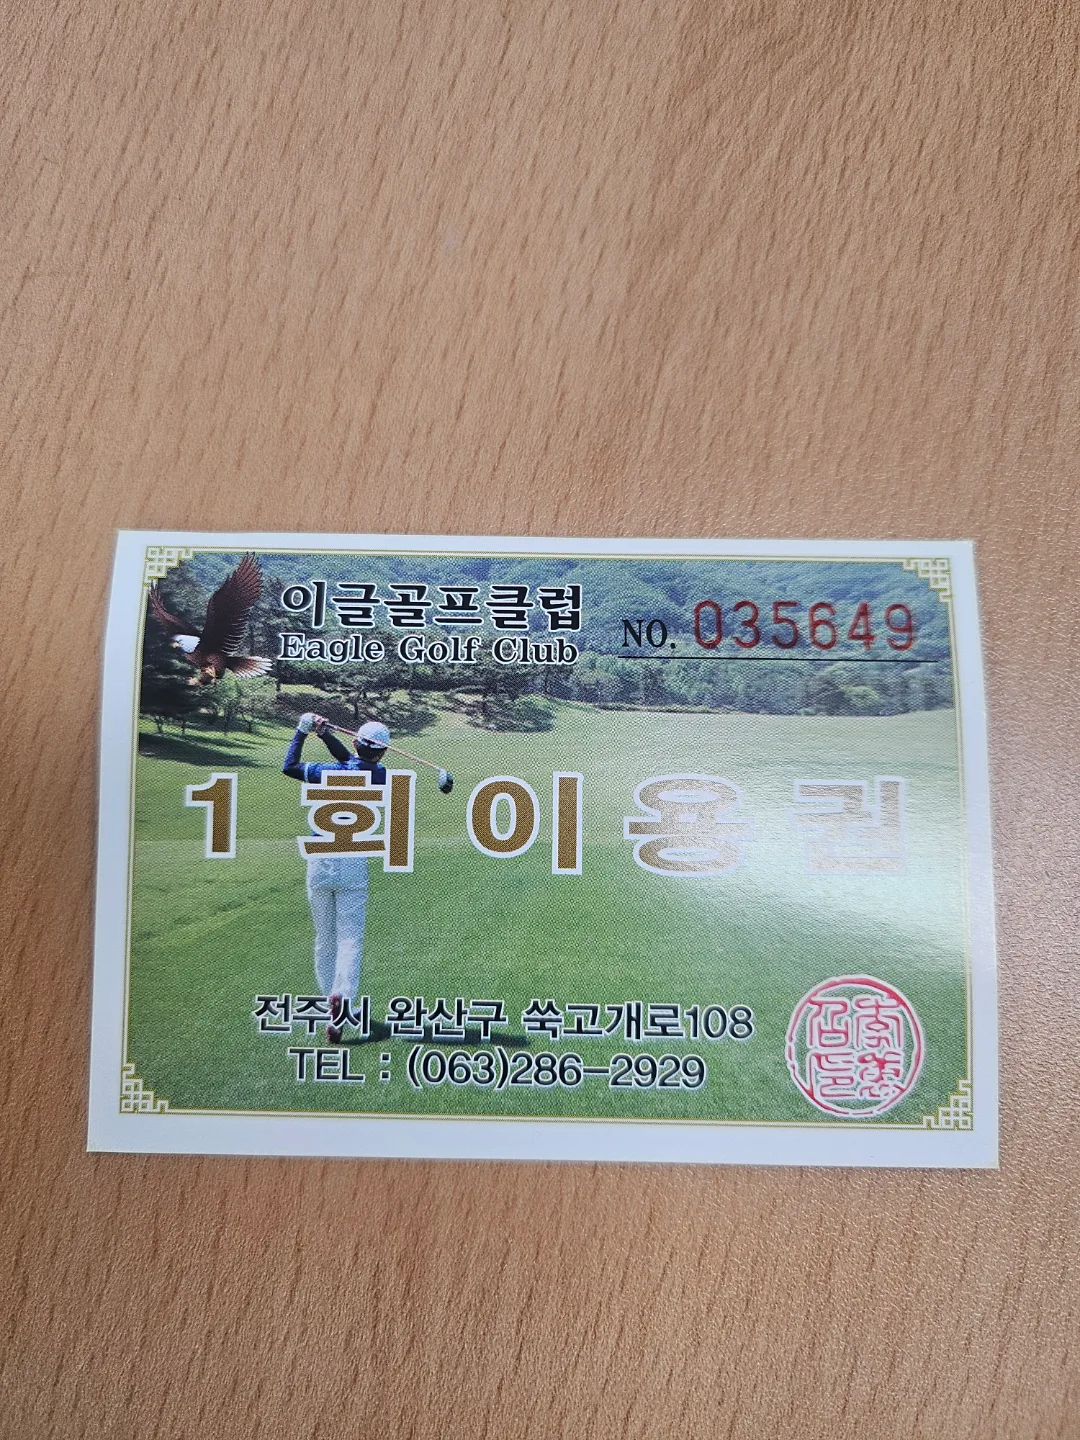 이글골프클럽
Eagle Golf Club
NO. 035649
1회이용권
전주시 완산구 쑥고개로108
TEL : (063)286-2929